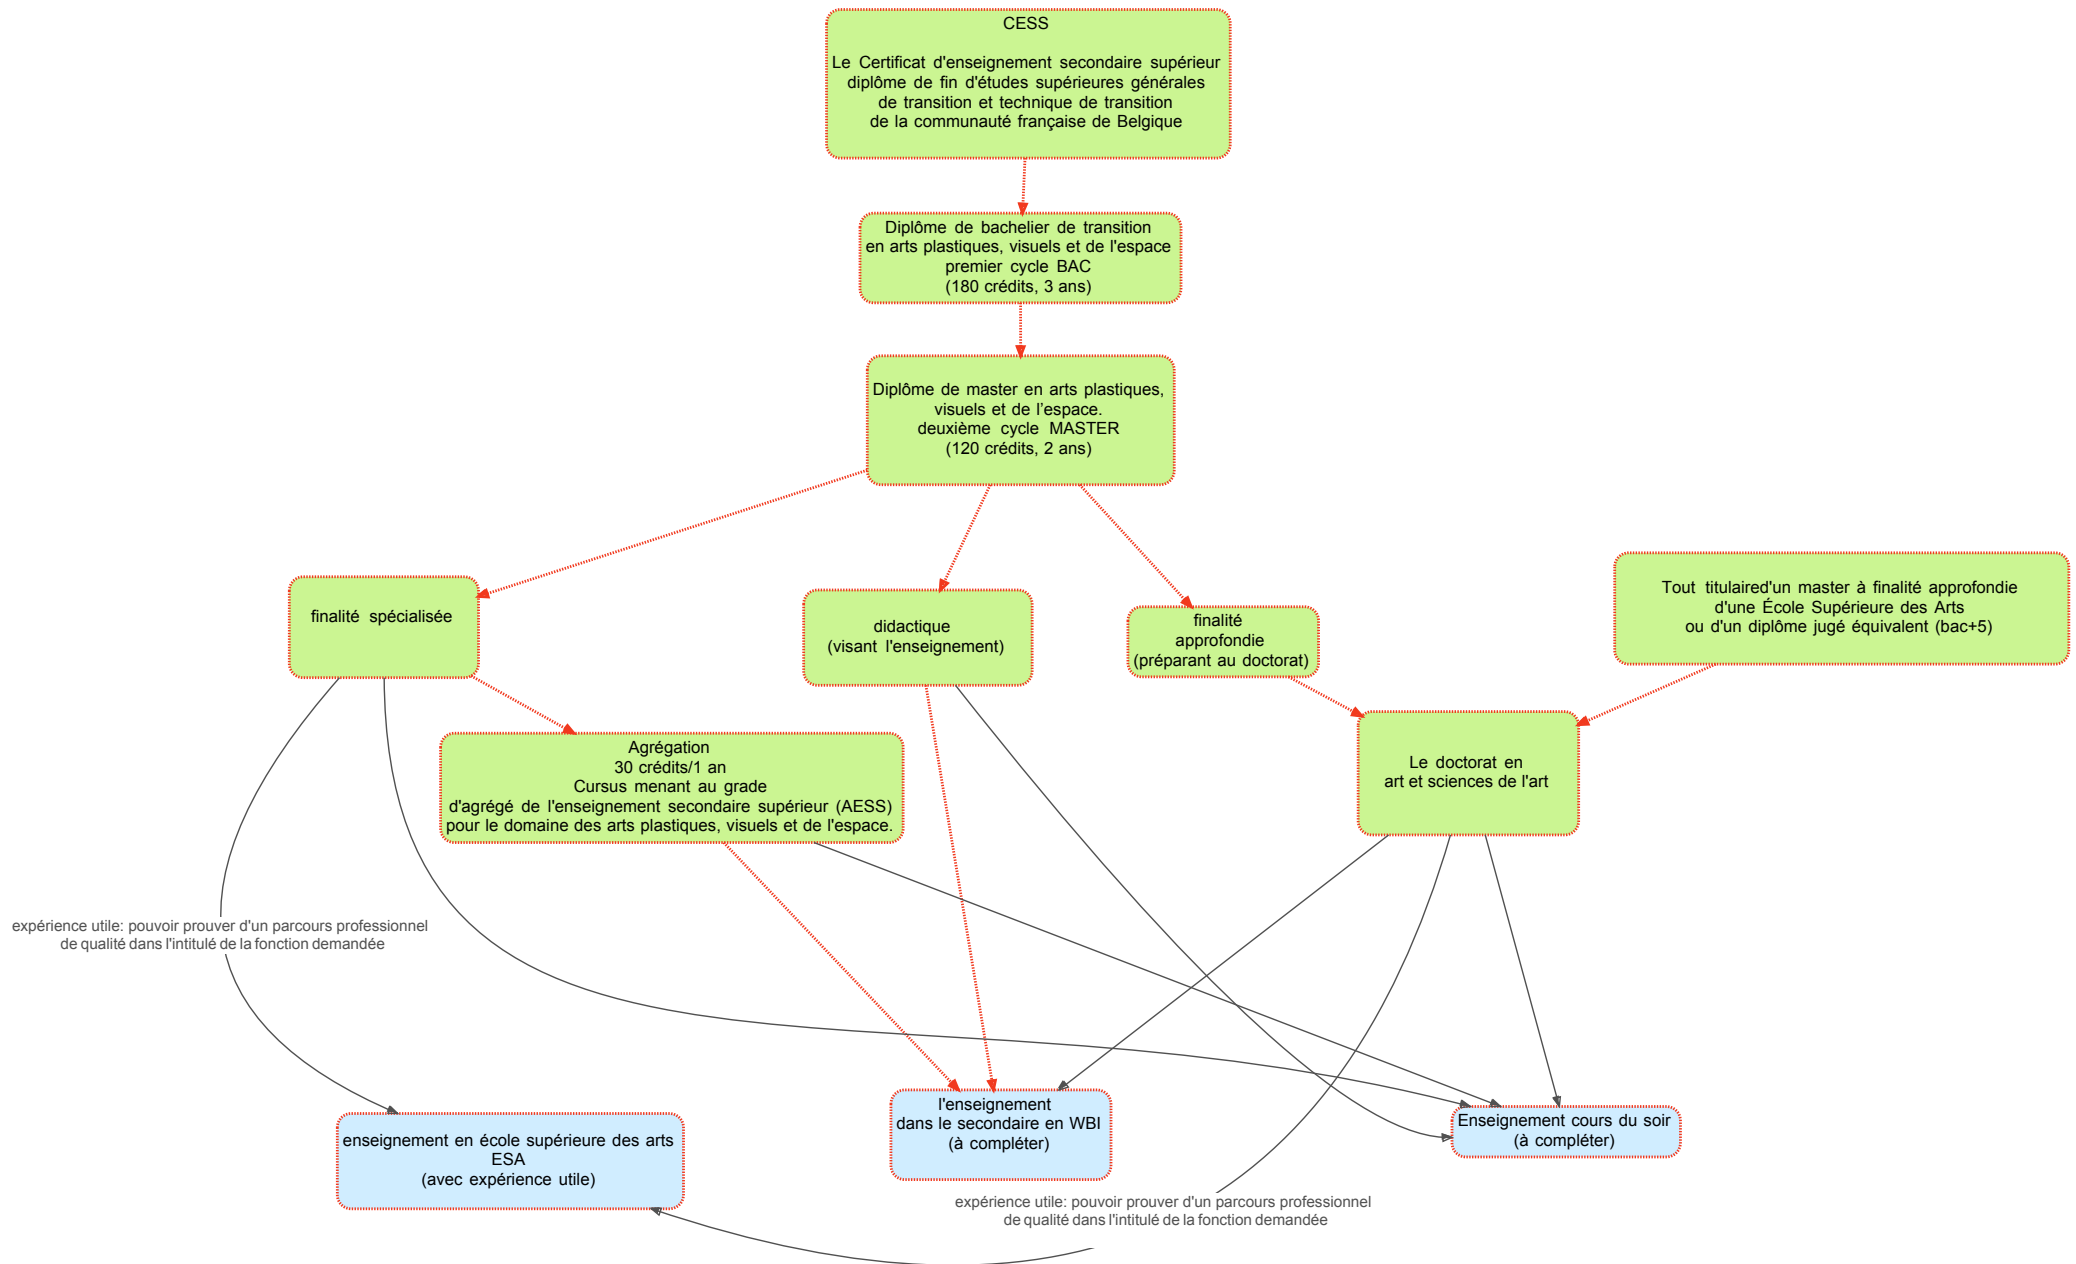 CESS
Le Certificat d'enseignement secondaire supérieur
diplôme de fin d'études supérieures générales
de transition et technique de transition
de la communauté française de Belgique
Diplôme de bachelier de transition
en arts plastiques, visuels et de l'espace
premier cycle BAC
(180 crédits, 3 ans)
Diplôme de master en arts plastiques,
visuels et de l’espace.
deuxième cycle MASTER
(120 crédits, 2 ans)
finalité spécialisée
didactique
(visant l'enseignement)
finalité
approfondie
(préparant au doctorat)
Tout titulaired'un master à finalité approfondie
d'une École Supérieure des Arts
ou d'un diplôme jugé équivalent (bac+5)
Agrégation
30 crédits/1 an
Cursus menant au grade
d'agrégé de l'enseignement secondaire supérieur (AESS)
pour le domaine des arts plastiques, visuels et de l'espace.
Le doctorat en
art et sciences de l'art
expérience utile: pouvoir prouver d'un parcours professionnel
de qualité dans l'intitulé de la fonction demandée
enseignement en école supérieure des arts
ESA
(avec expérience utile)
l'enseignement
dans le secondaire en WBI
(à compléter)
Enseignement cours du soir
(à compléter)
expérience utile: pouvoir prouver d'un parcours professionnel
de qualité dans l'intitulé de la fonction demandée